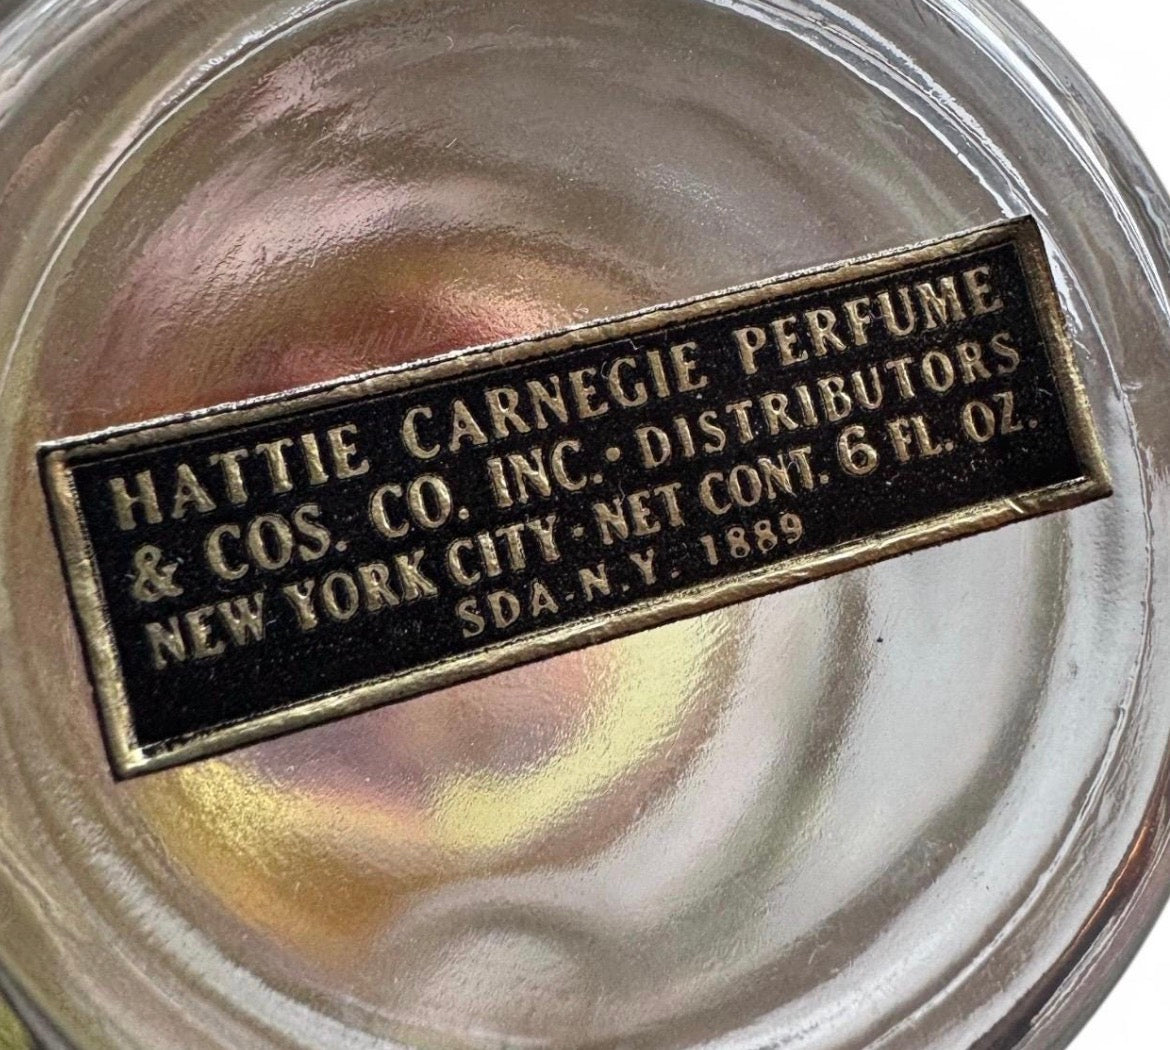 HATTIE CARNEGIE PERFUME
& COS. CO. INC. · DISTRIBUTORS
NEW YORK CITY · NET CONT. 6 FL. OZ.
SDA-N.Y. 1889